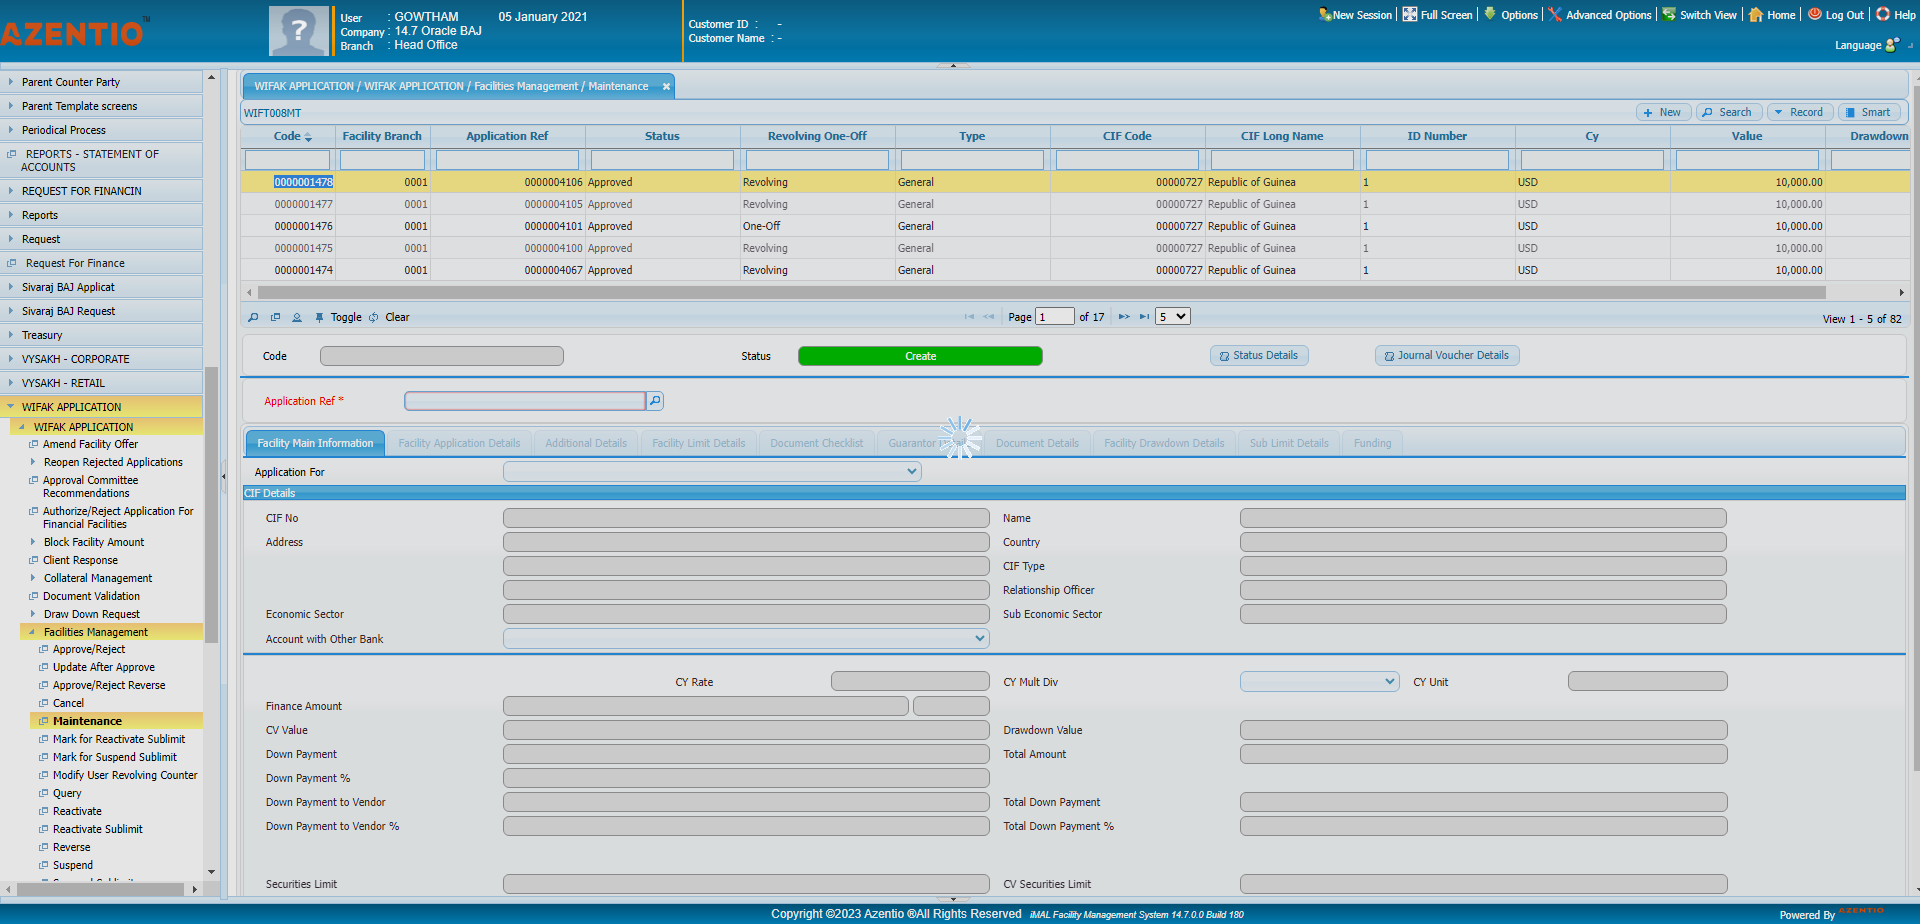 AZENTIO™
User : GOWTHAM 05 January 2021
Company : 14.7 Oracle BAJ
Branch : Head Office
Customer ID : -
Customer Name : -
New Session Full Screen Options Advanced Options Switch View Home Log Out Help
Language
Parent Counter Party
Parent Template screens
Periodical Process
REPORTS - STATEMENT OF
ACCOUNTS
REQUEST FOR FINANCIN
Reports
Request
Request For Finance
Sivaraj BAJ Applicat
Sivaraj BAJ Request
Treasury
VYSAKH - CORPORATE
VYSAKH - RETAIL
WIFAK APPLICATION
WIFAK APPLICATION
Amend Facility Offer
Reopen Rejected Applications
Approval Committee
Recommendations
Authorize/Reject Application For
Financial Facilities
Block Facility Amount
Client Response
Collateral Management
Document Validation
Draw Down Request
Facilities Management
Approve/Reject
Update After Approve
Approve/Reject Reverse
Cancel
Maintenance
Mark for Reactivate Sublimit
Mark for Suspend Sublimit
Modify User Revolving Counter
Query
Reactivate
Reactivate Sublimit
Reverse
Suspend
WIFAK APPLICATION / WIFAK APPLICATION / Facilities Management / Maintenance
WIFT008MT
New Search Record Smart
Code Facility Branch Application Ref Status Revolving One-Off Type CIF Code CIF Long Name ID Number Cy Value Drawdown
0000001478 0001 0000004106 Approved Revolving General 00000727 Republic of Guinea 1 USD 10,000.00
0000001477 0001 0000004105 Approved Revolving General 00000727 Republic of Guinea 1 USD 10,000.00
0000001476 0001 0000004101 Approved One-Off General 00000727 Republic of Guinea 1 USD 10,000.00
0000001475 0001 0000004100 Approved Revolving General 00000727 Republic of Guinea 1 USD 10,000.00
0000001474 0001 0000004067 Approved Revolving General 00000727 Republic of Guinea 1 USD 10,000.00
Toggle Clear Page 1 of 17 5 View 1 - 5 of 82
Code Status Create Status Details Journal Voucher Details
Application Ref *
Facility Main Information Facility Application Details Additional Details Facility Limit Details Document Checklist Guarantor Document Details Facility Drawdown Details Sub Limit Details Funding
Application For
CIF Details
CIF No Name
Address Country
CIF Type
Relationship Officer
Economic Sector Sub Economic Sector
Account with Other Bank
CY Rate CY Mult Div CY Unit
Finance Amount
CV Value Drawdown Value
Down Payment Total Amount
Down Payment %
Down Payment to Vendor Total Down Payment
Down Payment to Vendor % Total Down Payment %
Securities Limit CV Securities Limit
Copyright ©2023 Azentio ®All Rights Reserved iMAL Facility Management System 14.7.0.0 Build 180
Powered By AZENTIO